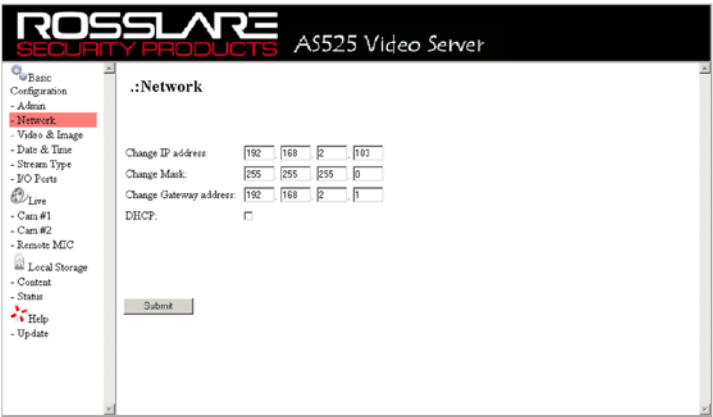 ROSSLARE
SECURITY PRODUCTS
AS525 Video Server
Basic
Configuration
- Admin
- Network
- Video & Image
- Date & Time
- Stream Type
- I/O Ports
Live
- Cam #1
- Cam #2
- Remote MIC
Local Storage
- Content
- Status
Help
- Update
.:Network
Change IP address: 192 . 168 . 2 . 103
Change Mask: 255 . 255 . 255 . 0
Change Gateway address: 192 . 168 . 2 . 1
DHCP:
Submit